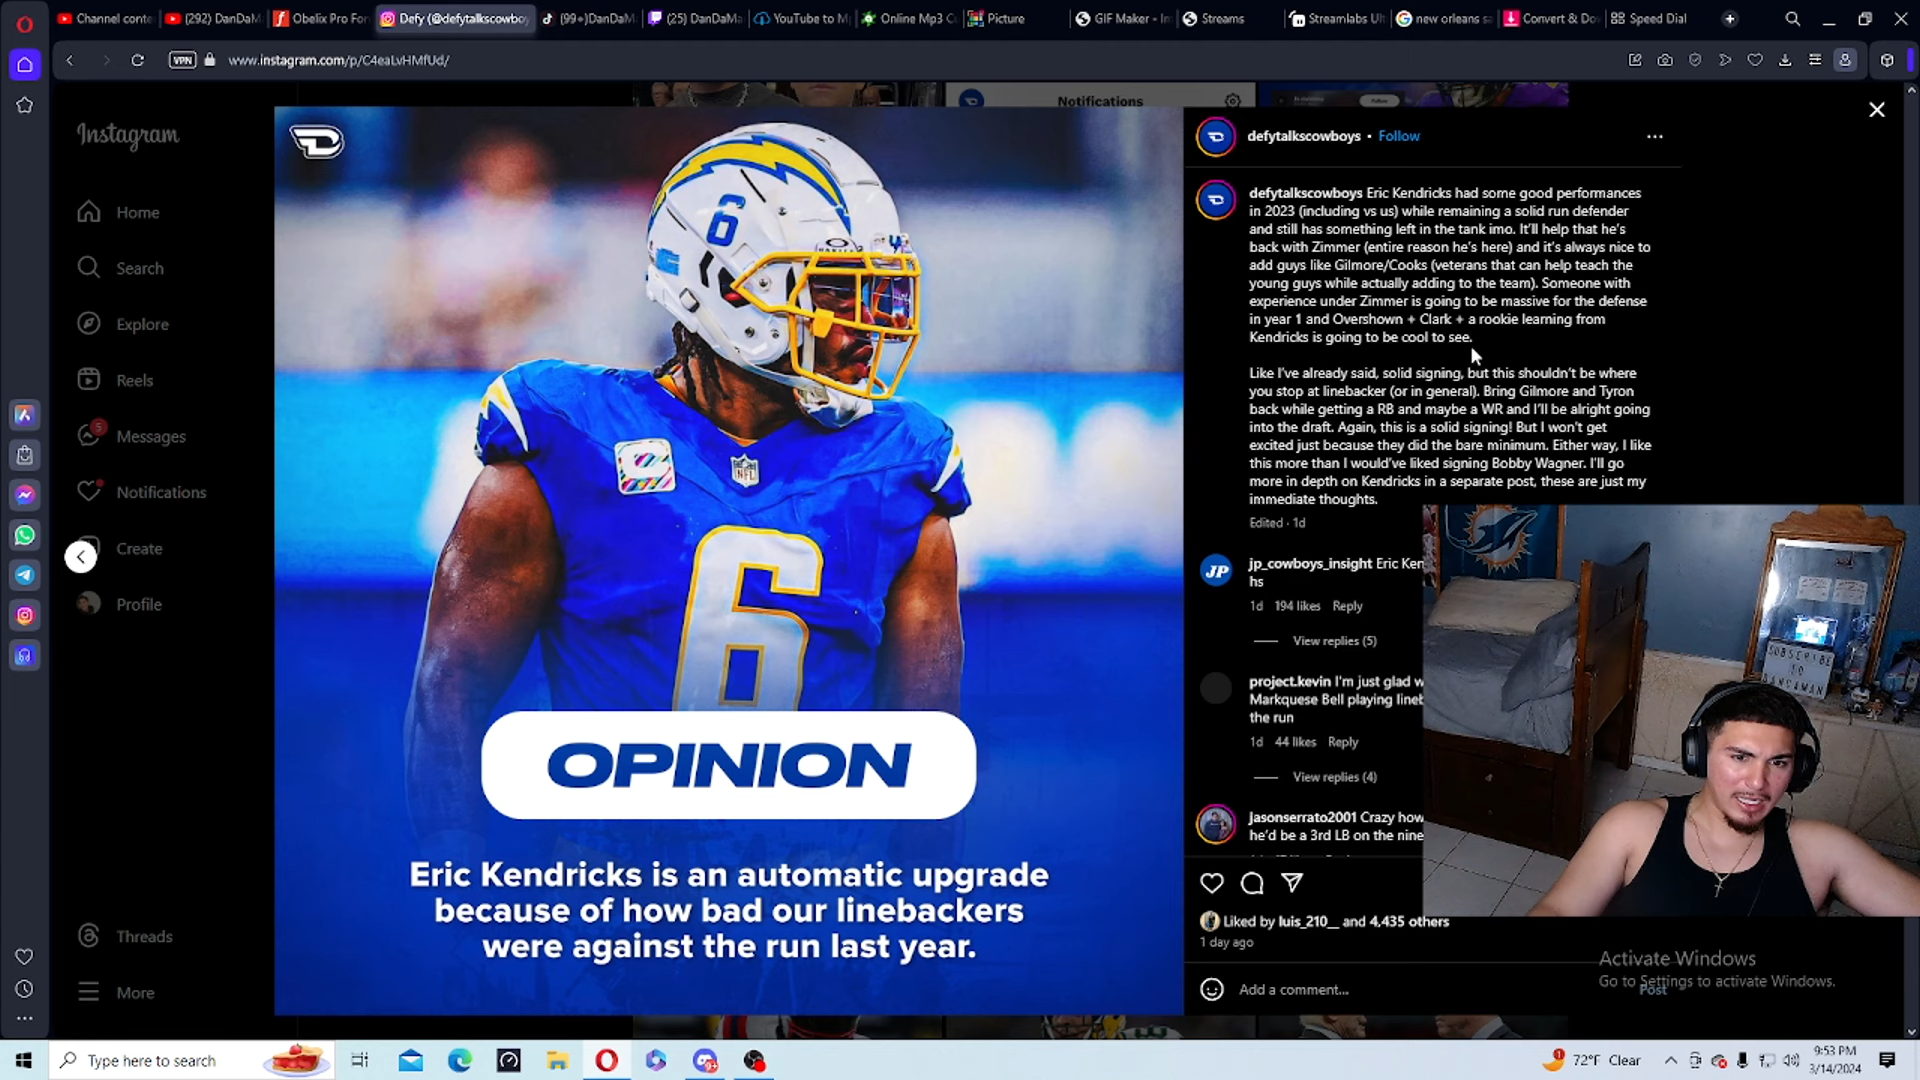 Channel conte
(292) DanDaM
Obelix Pro For
Defy (@defytalkscowboy
(99+)DanDaM
(25) DanDaMa
YouTube to M
Online Mp3 C
Picture
GIF Maker - Im
Streams
Streamlabs Ul
new orleans sa
Convert & Do
Speed Dial
VPN
www.instagram.com/p/C4eaLvHMfUd/
Instagram
Home
Search
Explore
Reels
5
Messages
Notifications
Create
Profile
Threads
More
Notifications
Follow
6
6
NFL
OPINION
Eric Kendricks is an automatic upgrade
because of how bad our linebackers
were against the run last year.
defytalkscowboys • Follow
defytalkscowboys Eric Kendricks had some good performances
in 2023 (including vs us) while remaining a solid run defender
and still has something left in the tank imo. It'll help that he's
back with Zimmer (entire reason he's here) and it's always nice to
add guys like Gilmore/Cooks (veterans that can help teach the
young guys while actually adding to the team). Someone with
experience under Zimmer is going to be massive for the defense
in year 1 and Overshown + Clark + a rookie learning from
Kendricks is going to be cool to see.
Like I've already said, solid signing, but this shouldn't be where
you stop at linebacker (or in general). Bring Gilmore and Tyron
back while getting a RB and maybe a WR and I'll be alright going
into the draft. Again, this is a solid signing! But I won't get
excited just because they did the bare minimum. Either way, I like
this more than I would've liked signing Bobby Wagner. I'll go
more in depth on Kendricks in a separate post, these are just my
immediate thoughts.
Edited · 1d
JP
jp_cowboys_insight Eric Ken
hs
1d 194 likes Reply
View replies (5)
project.kevin I'm just glad w
Markquese Bell playing lineb
the run
1d 44 likes Reply
View replies (4)
jasonserrato2001 Crazy how
he'd be a 3rd LB on the nine
Liked by luis_210__ and 4,435 others
1 day ago
Add a comment...
Post
SUBSCRIBE
TO
DANDAMAN
Activate Windows
Go to Settings to activate Windows.
Type here to search
1
72°F Clear
9:53 PM
3/14/2024